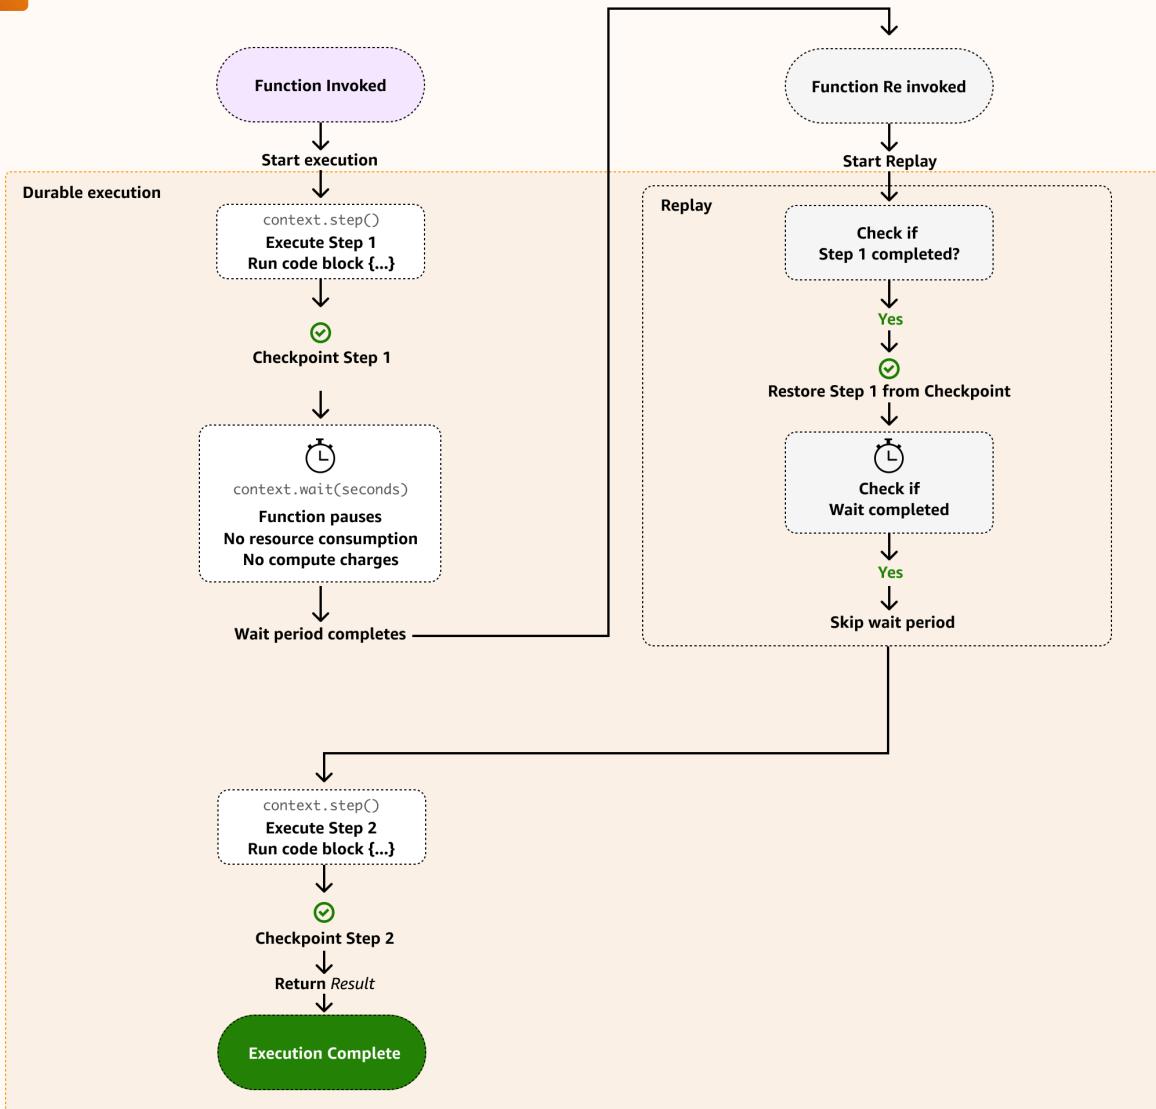 Function Invoked
Start execution
Durable execution
context.step()
Execute Step 1
Run code block {...}
Checkpoint Step 1
context.wait(seconds)
Function pauses
No resource consumption
No compute charges
Wait period completes
Function Re invoked
Start Replay
Replay
Check if
Step 1 completed?
Yes
Restore Step 1 from Checkpoint
Check if
Wait completed
Yes
Skip wait period
context.step()
Execute Step 2
Run code block {...}
Checkpoint Step 2
Return Result
Execution Complete